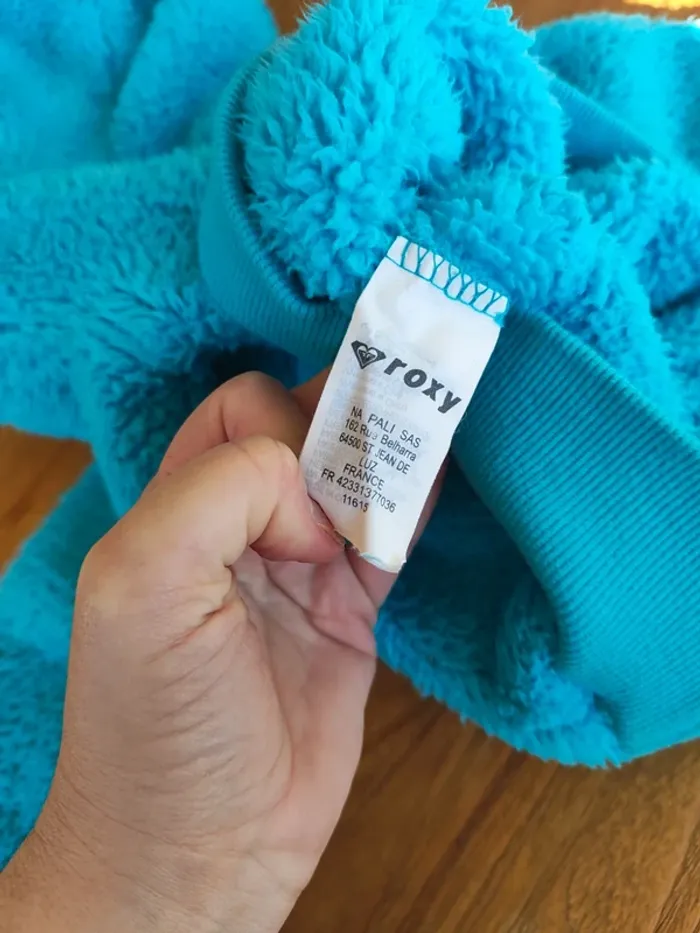 roxy
NA PALI SAS
162 Rue Belharra
64500 ST JEAN DE
LUZ
FRANCE
FR 42331377036
11615